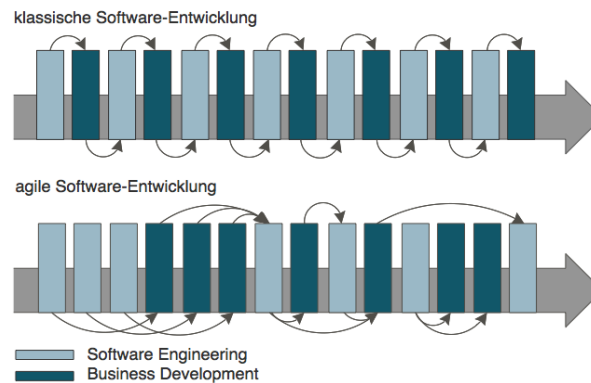 klassische Software-Entwicklung
agile Software-Entwicklung
Software Engineering
Business Development